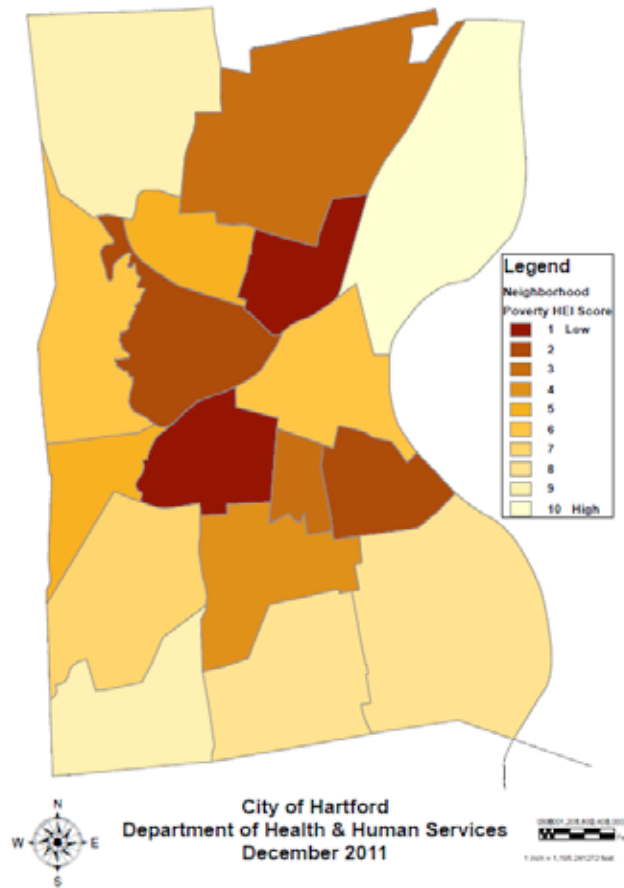 Legend
Neighborhood
Poverty HEI Score
1 Low
2
3
4
5
6
7
8
9
10 High
N
W E
S
City of Hartford
Department of Health & Human Services
December 2011